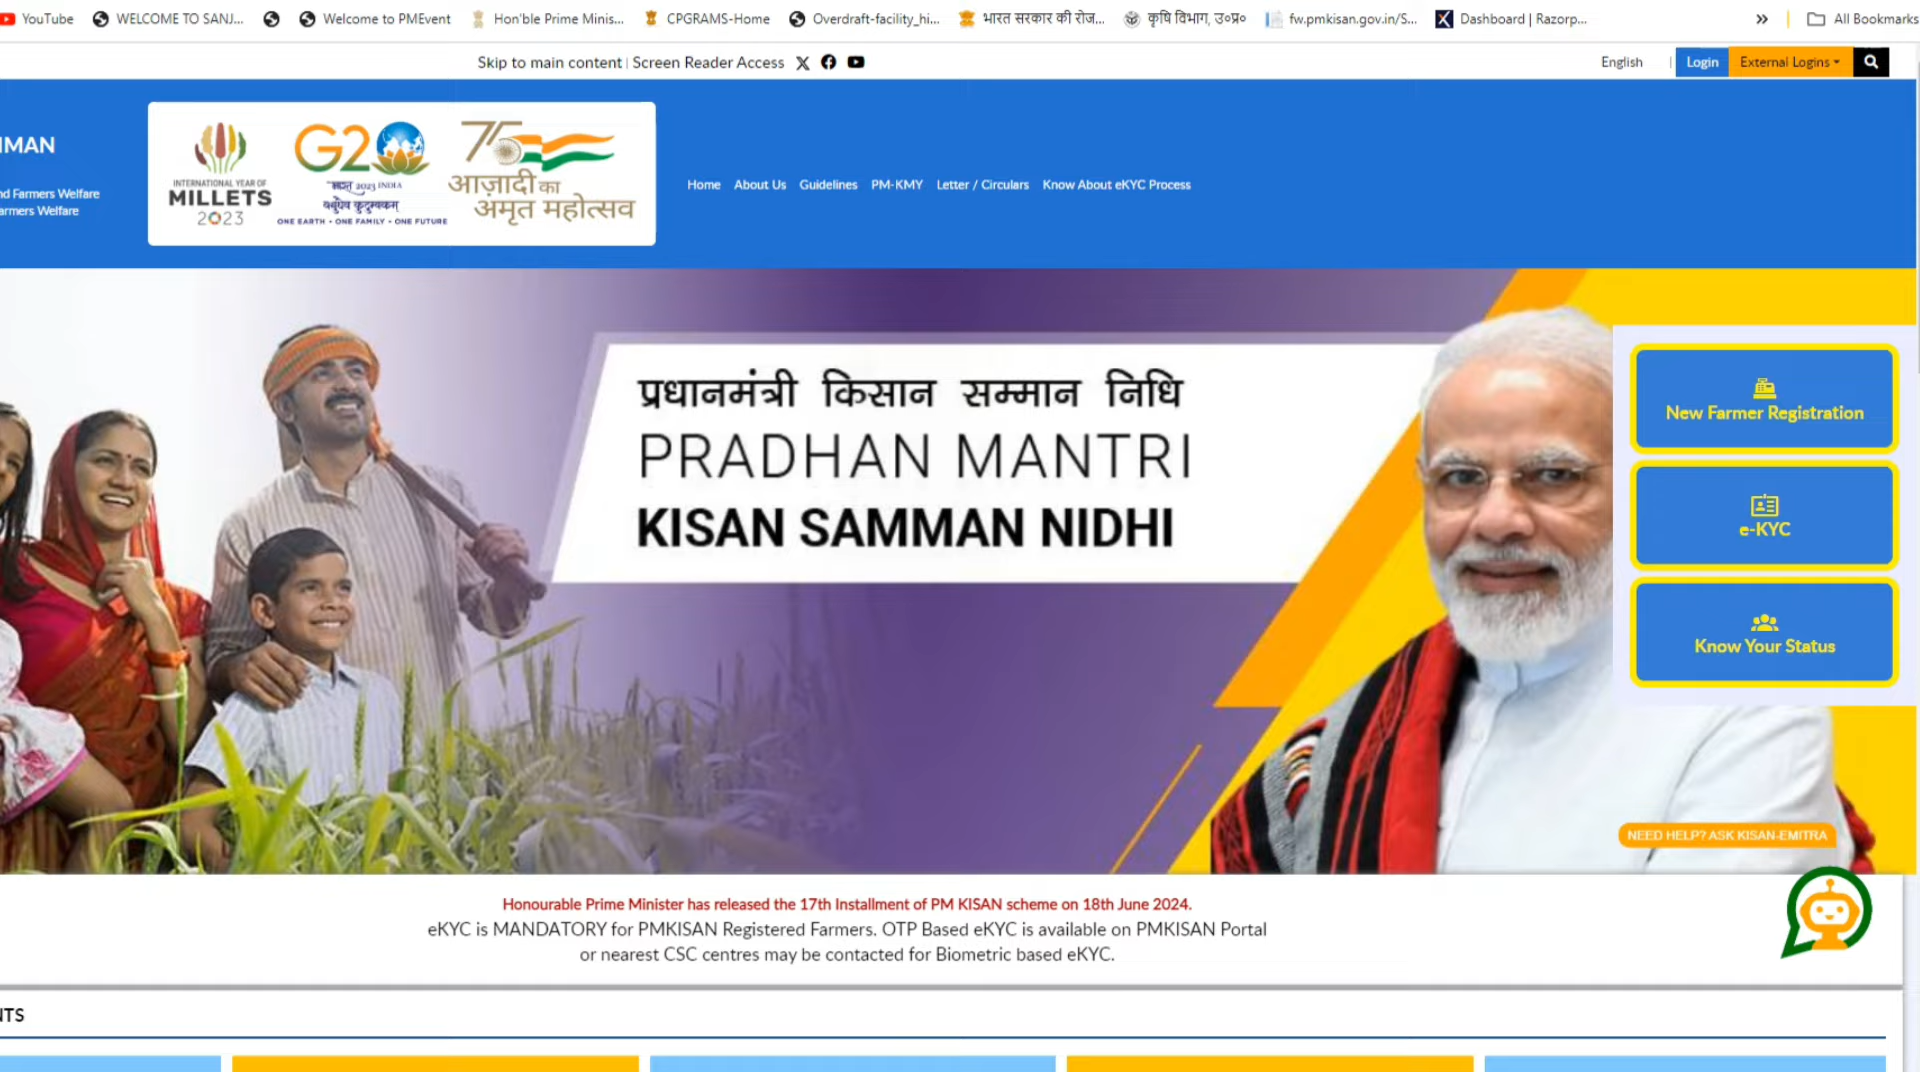 YouTube WELCOME TO SANJ... Welcome to PMEvent Hon'ble Prime Minis... CPGRAMS-Home Overdraft-facility_hi... भारत सरकार की रोज... कृषि विभाग, उ०प्र० fw.pmkisan.gov.in/S... Dashboard | Razorp... » All Bookmarks
Skip to main content | Screen Reader Access English | Login External Logins
IMAN
nd Farmers Welfare
armers Welfare
INTERNATIONAL YEAR OF
MILLETS
2023
G20
भारत 2023 INDIA
वसुधैव कुटुम्बकम्
ONE EARTH • ONE FAMILY • ONE FUTURE
75
आज़ादी का
अमृत महोत्सव
Home About Us Guidelines PM-KMY Letter / Circulars Know About eKYC Process
प्रधानमंत्री किसान सम्मान निधि
PRADHAN MANTRI
KISAN SAMMAN NIDHI
New Farmer Registration
e-KYC
Know Your Status
NEED HELP? ASK KISAN-EMITRA
Honourable Prime Minister has released the 17th Installment of PM KISAN scheme on 18th June 2024.
eKYC is MANDATORY for PMKISAN Registered Farmers. OTP Based eKYC is available on PMKISAN Portal
or nearest CSC centres may be contacted for Biometric based eKYC.
NTS